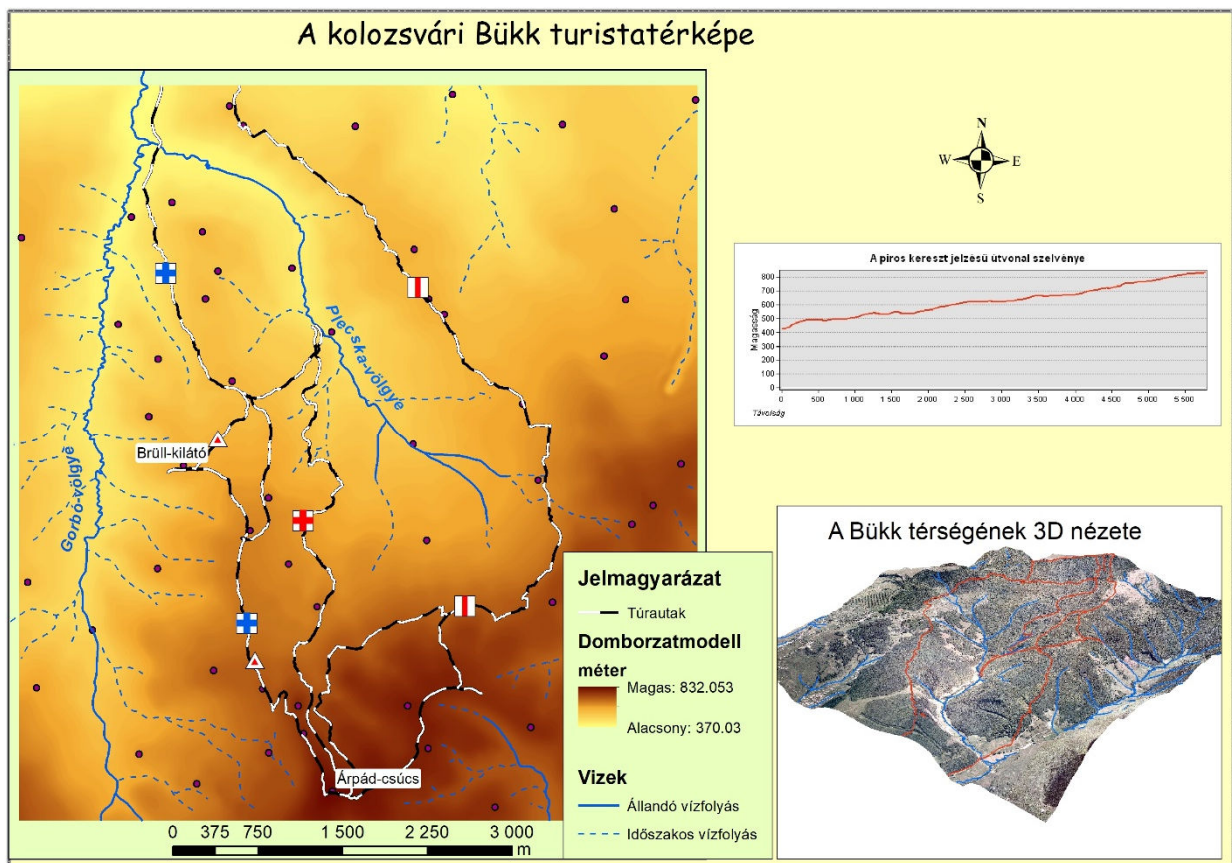 A kolozsvári Bükk turistatérképe
Gorbó-völgye
Plecska-völgye
Brüll-kilátó
Árpád-csúcs
0 375 750 1 500 2 250 3 000
m
Jelmagyarázat
Túrautak
Domborzatmodell
méter
Magas: 832.053
Alacsony: 370.03
Vizek
Állandó vízfolyás
Időszakos vízfolyás
N
W E
S
A piros kereszt jelzésű útvonal szelvénye
Magasság
800
700
600
500
400
300
200
100
0
0 500 1 000 1 500 2 000 2 500 3 000 3 500 4 000 4 500 5 000 5 500
Távolság
A Bükk térségének 3D nézete